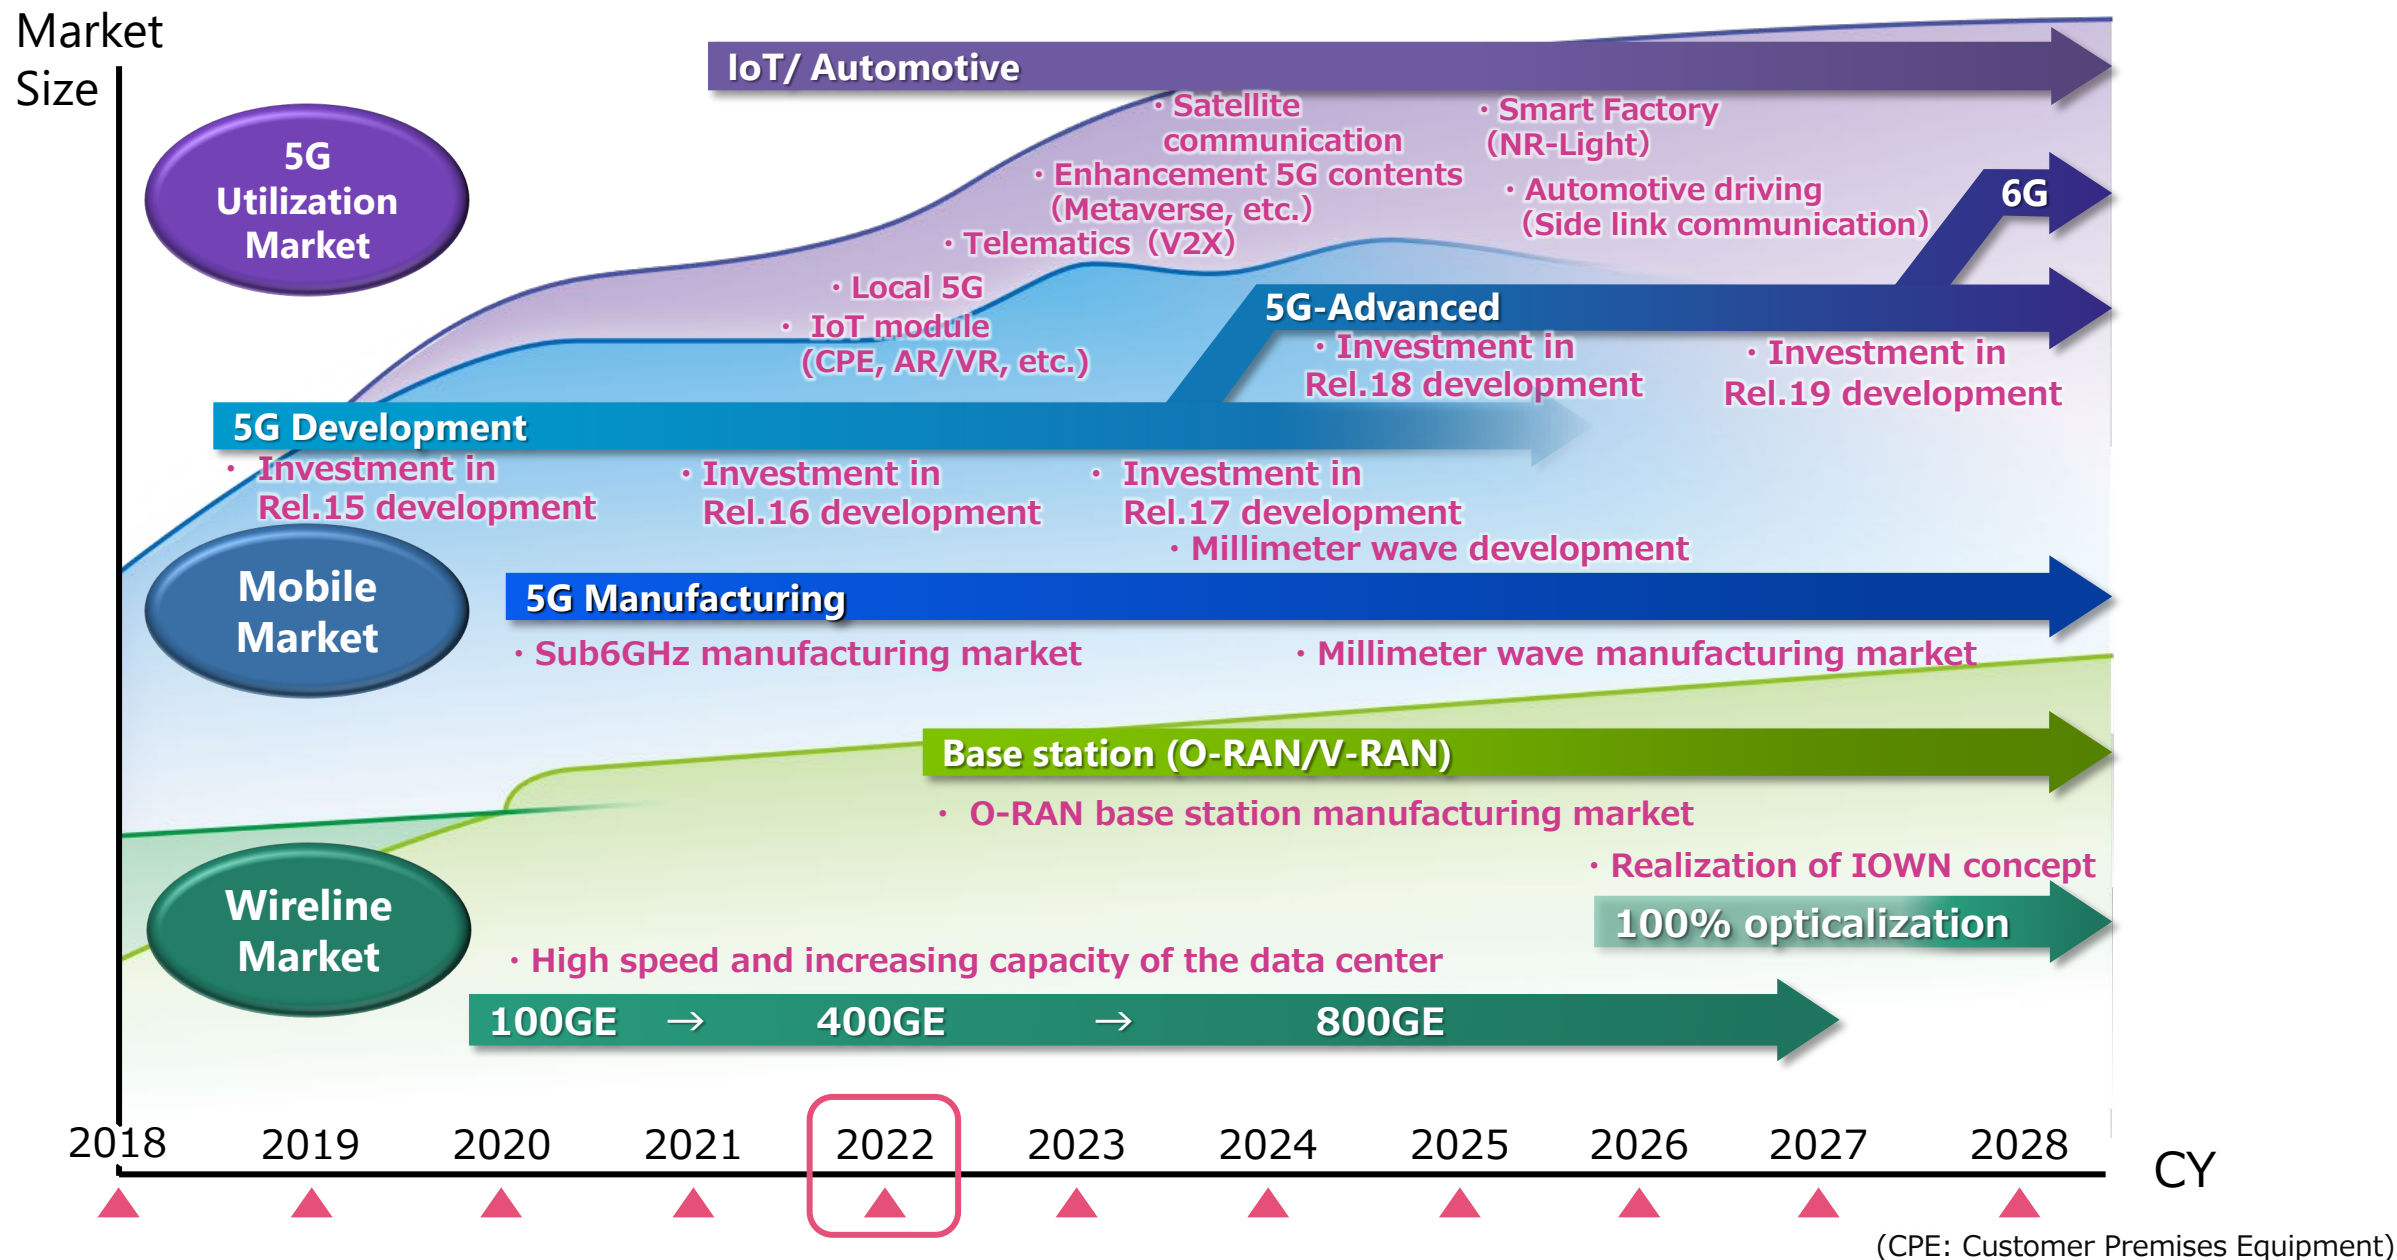 Market
Size
IoT/ Automotive
5G
Utilization
Market
・Satellite
communication
・Enhancement 5G contents
(Metaverse, etc.)
・Telematics (V2X)
・Smart Factory
(NR-Light)
・Automotive driving
(Side link communication)
6G
・Local 5G
・ IoT module
(CPE, AR/VR, etc.)
5G-Advanced
・Investment in
Rel.18 development
・Investment in
Rel.19 development
5G Development
・ Investment in
Rel.15 development
・Investment in
Rel.16 development
・ Investment in
Rel.17 development
・Millimeter wave development
Mobile
Market
5G Manufacturing
・Sub6GHz manufacturing market
・Millimeter wave manufacturing market
Base station (O-RAN/V-RAN)
・ O-RAN base station manufacturing market
Wireline
Market
・Realization of IOWN concept
100% opticalization
・High speed and increasing capacity of the data center
100GE → 400GE → 800GE
2018 2019 2020 2021 2022 2023 2024 2025 2026 2027 2028
CY
(CPE: Customer Premises Equipment)